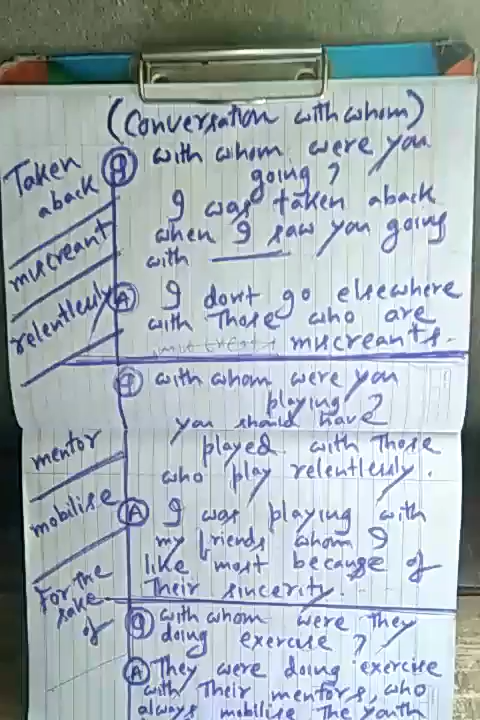 (Conversation with whom)
Taken
aback
miscreant
relentlessly
Q with whom were you
going?
I was taken aback
when I saw you going
with ______
A I dont go elsewhere
with Those who are
miscreants.
mentor
mobilise
For the
sake
of
Q with whom were you
playing?
you should have
played with Those
who play relentlessly.
A I was playing with
my friends whom I
like most because of
Their sincerity.
Q with whom were they
doing exercise?
A They were doing exercise
with Their mentors, who
always mobilise The youth